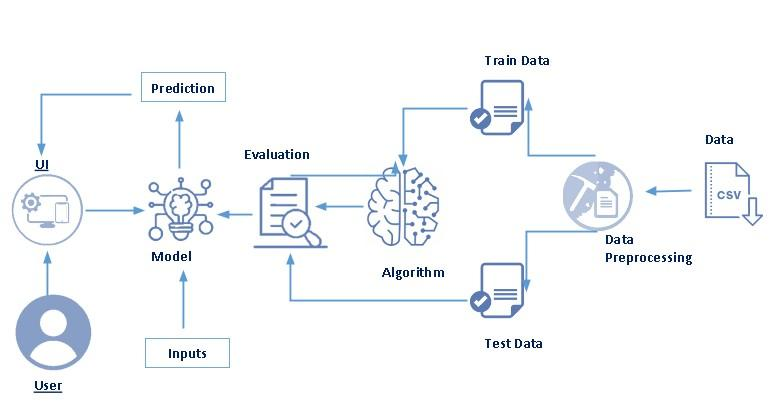 Train Data
Prediction
Data
Evaluation
UI
CSV
Model
Algorithm
Data
Preprocessing
Inputs
Test Data
User